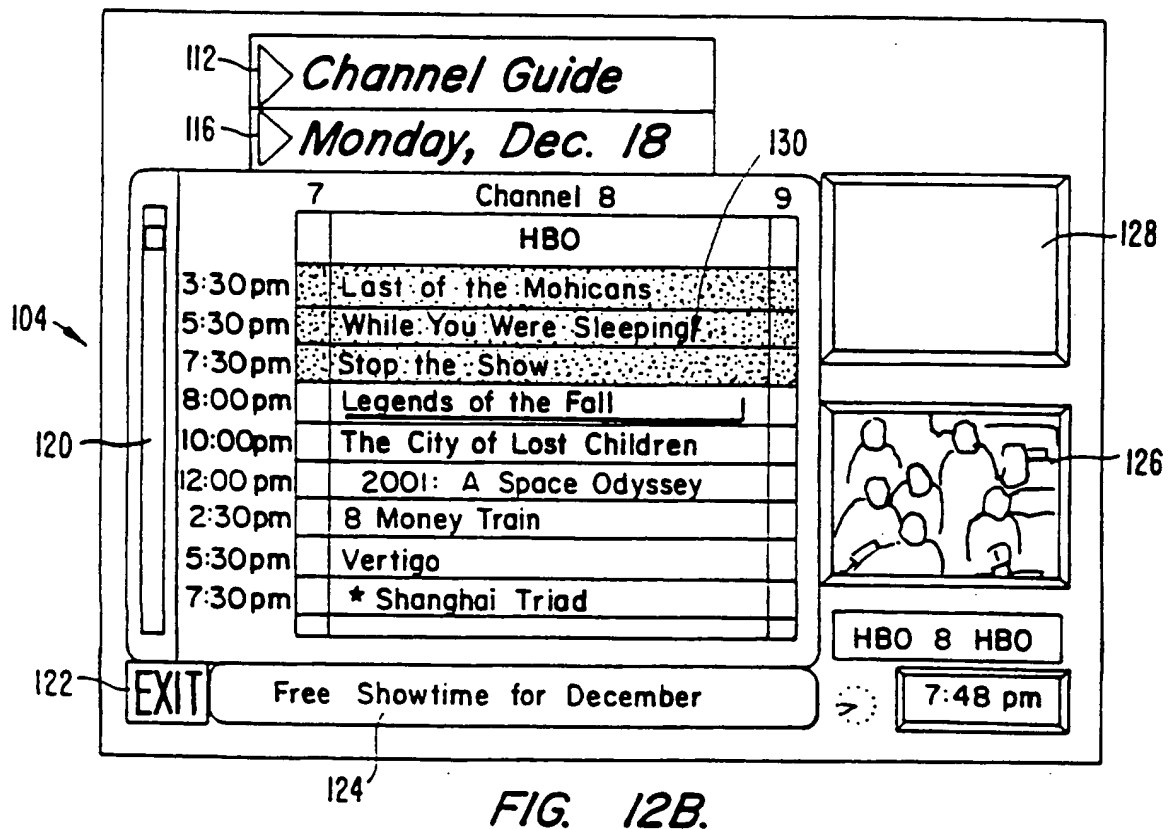 112 Channel Guide
116 Monday, Dec. 18
130
7 Channel 8 9
HBO
3:30pm Last of the Mohicans
5:30pm While You Were Sleeping
7:30pm Stop the Show
8:00pm Legends of the Fall
10:00pm The City of Lost Children
12:00 pm 2001: A Space Odyssey
2:30pm 8 Money Train
5:30pm Vertigo
7:30pm ★ Shanghai Triad
104
120
128
126
HBO 8 HBO
122 EXIT Free Showtime for December 7:48 pm
124
FIG. 12B.